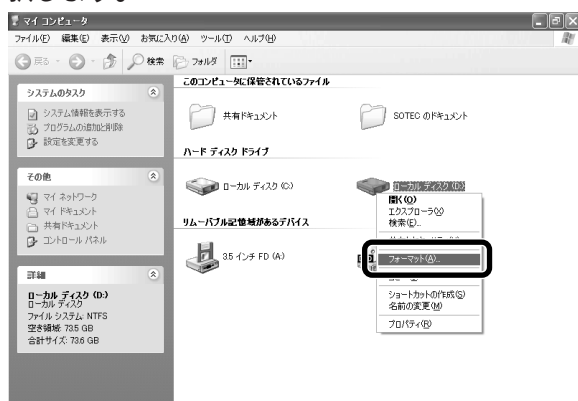 マイ コンピュータ
ファイル(F) 編集(E) 表示(V) お気に入り(A) ツール(T) ヘルプ(H)
戻る 検索 フォルダ
システムのタスク
システム情報を表示する
プログラムの追加と削除
設定を変更する
その他
マイ ネットワーク
マイ ドキュメント
共有ドキュメント
コントロール パネル
詳細
ローカル ディスク (D:)
ローカル ディスク
ファイル システム: NTFS
空き領域: 73.5 GB
合計サイズ: 73.6 GB
このコンピュータに保管されているファイル
共有ドキュメント
SOTEC のドキュメント
ハード ディスク ドライブ
ローカル ディスク (C:)
ローカル ディスク (D:)
リムーバブル記憶域があるデバイス
3.5 インチ FD (A:)
開く(O)
エクスプローラ(X)
検索(E)...
フォーマット(A)...
ショートカットの作成(S)
名前の変更(M)
プロパティ(R)